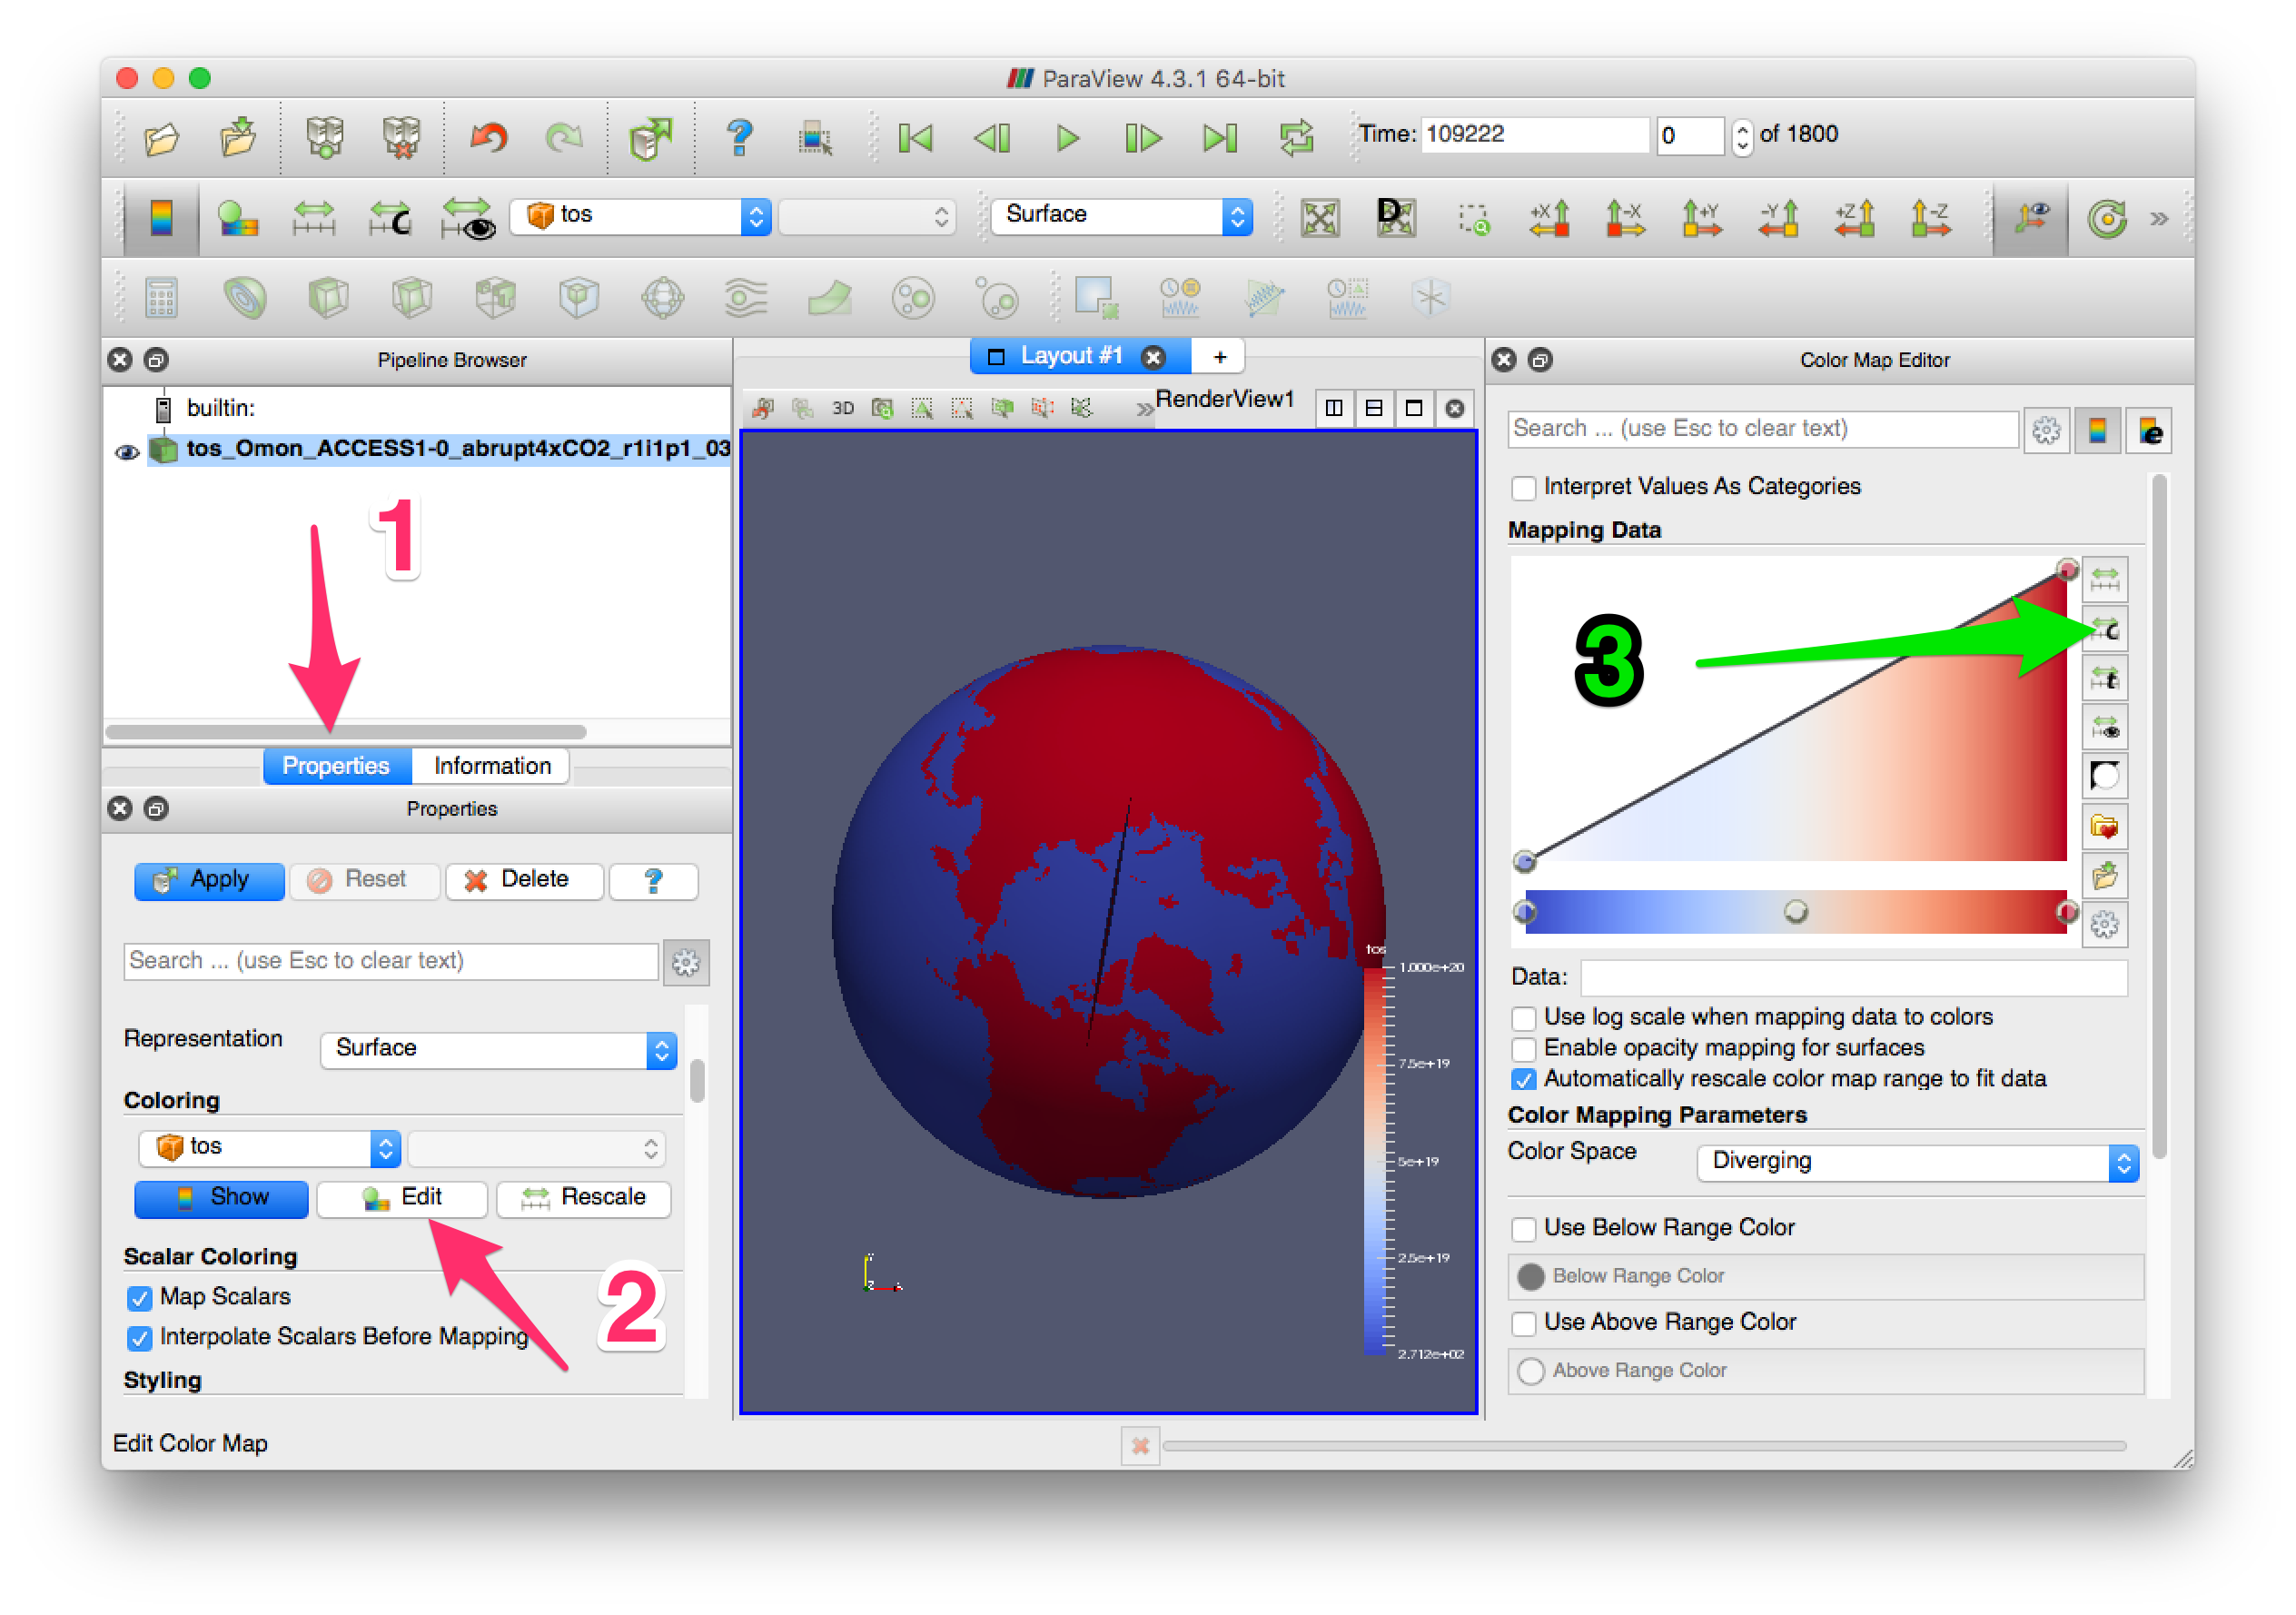 ParaView 4.3.1 64-bit
Time: 109222 0 of 1800
tos Surface
D +X -X +Y -Y +Z -Z
Pipeline Browser
builtin:
tos_Omon_ACCESS1-0_abrupt4xCO2_r1i1p1_03
1
Properties Information
Properties
Apply Reset Delete ?
Search ... (use Esc to clear text)
Representation Surface
Coloring
tos
Show Edit Rescale
Scalar Coloring
Map Scalars
2
Interpolate Scalars Before Mapping
Styling
Edit Color Map
Layout #1 +
3D RenderView1
tos
1.000e+20
7.5e+19
5e+19
2.5e+19
2.712e+02
Color Map Editor
Search ... (use Esc to clear text)
Interpret Values As Categories
Mapping Data
3
Data:
Use log scale when mapping data to colors
Enable opacity mapping for surfaces
Automatically rescale color map range to fit data
Color Mapping Parameters
Color Space Diverging
Use Below Range Color
Below Range Color
Use Above Range Color
Above Range Color